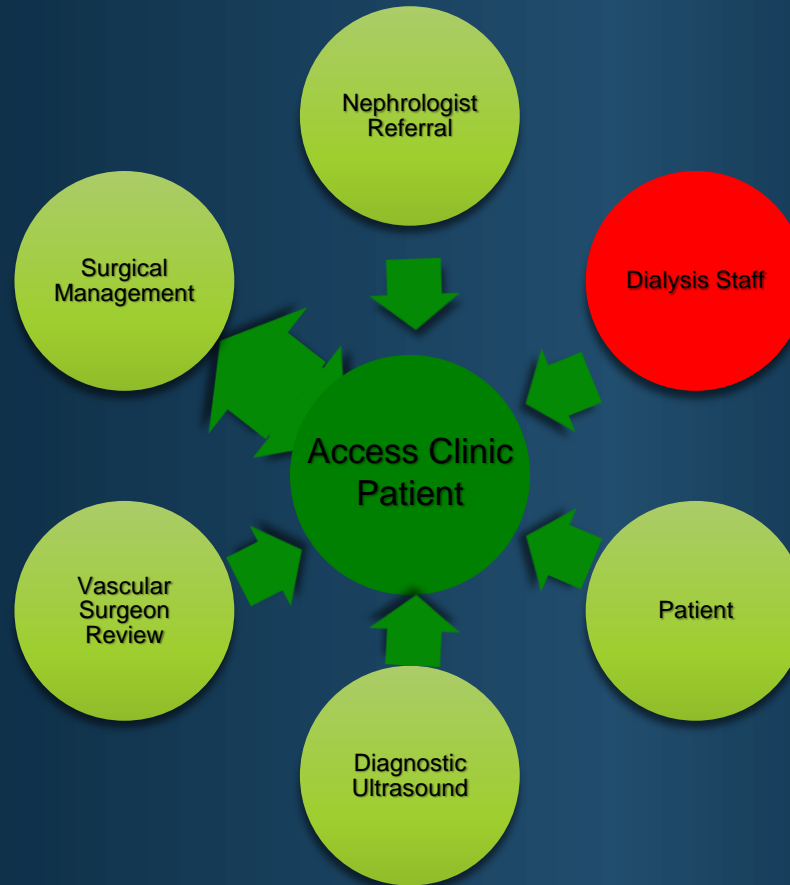 Nephrologist
Referral
Surgical
Management
Dialysis Staff
Access Clinic
Patient
Vascular
Surgeon
Review
Patient
Diagnostic
Ultrasound